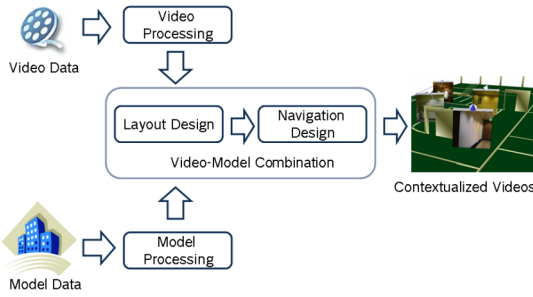 Video
Processing
Video Data
Layout Design
Navigation
Design
Video-Model Combination
Contextualized Videos
Model
Processing
Model Data